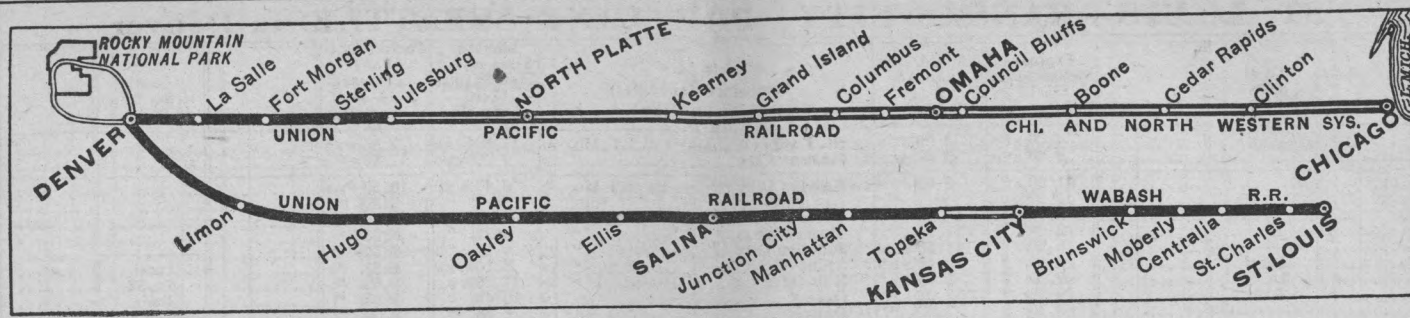 ROCKY MOUNTAIN
NATIONAL PARK
DENVER
La Salle
Fort Morgan
Sterling
Julesburg
NORTH PLATTE
Kearney
Grand Island
Columbus
Fremont
OMAHA
Council Bluffs
Boone
Cedar Rapids
Clinton
CHICAGO
L. MICH.
UNION PACIFIC RAILROAD CHI. AND NORTH WESTERN SYS.
UNION PACIFIC RAILROAD WABASH R.R.
Limon
Hugo
Oakley
Ellis
SALINA
Junction City
Manhattan
Topeka
KANSAS CITY
Brunswick
Moberly
Centralia
St. Charles
ST. LOUIS